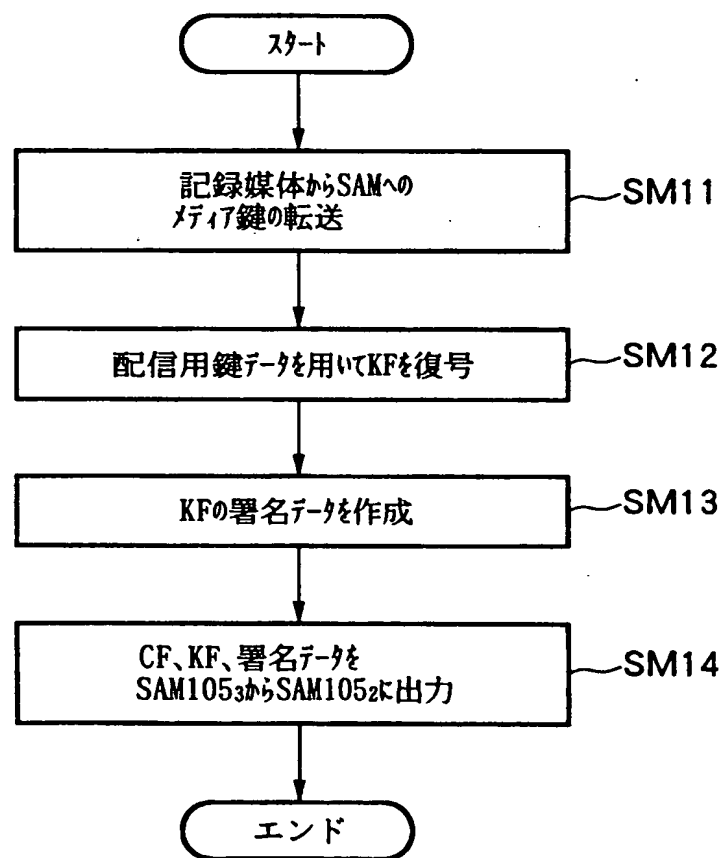 スタート
記録媒体からSAMへの
メディア鍵の転送
SM11
配信用鍵データを用いてKFを復号
SM12
KFの署名データを作成
SM13
CF、KF、署名データを
SAM105₃からSAM105₂に出力
SM14
エンド